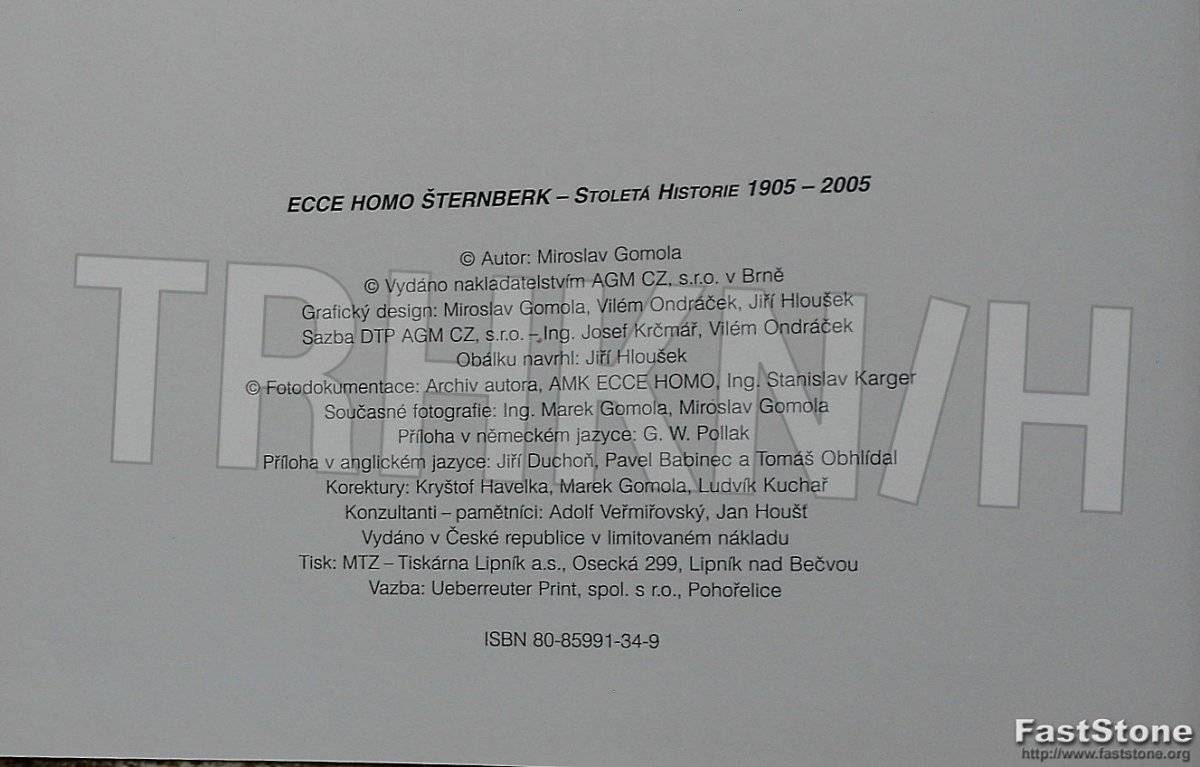 ECCE HOMO ŠTERNBERK – STOLETÁ HISTORIE 1905 – 2005
© Autor: Miroslav Gomola
© Vydáno nakladatelstvím AGM CZ, s.r.o. v Brně
Grafický design: Miroslav Gomola, Vilém Ondráček, Jiří Hloušek
Sazba DTP AGM CZ, s.r.o. – Ing. Josef Krčmář, Vilém Ondráček
Obálku navrhl: Jiří Hloušek
© Fotodokumentace: Archiv autora, AMK ECCE HOMO, Ing. Stanislav Karger
Současné fotografie: Ing. Marek Gomola, Miroslav Gomola
Příloha v německém jazyce: G. W. Pollak
Příloha v anglickém jazyce: Jiří Duchoň, Pavel Babinec a Tomáš Obhlídal
Korektury: Kryštof Havelka, Marek Gomola, Ludvík Kuchař
Konzultanti – pamětníci: Adolf Veřmiřovský, Jan Houšť
Vydáno v České republice v limitovaném nákladu
Tisk: MTZ – Tiskárna Lipník a.s., Osecká 299, Lipník nad Bečvou
Vazba: Ueberreuter Print, spol. s r.o., Pohořelice
ISBN 80-85991-34-9
TRHKN/H
FastStone
http://www.faststone.org